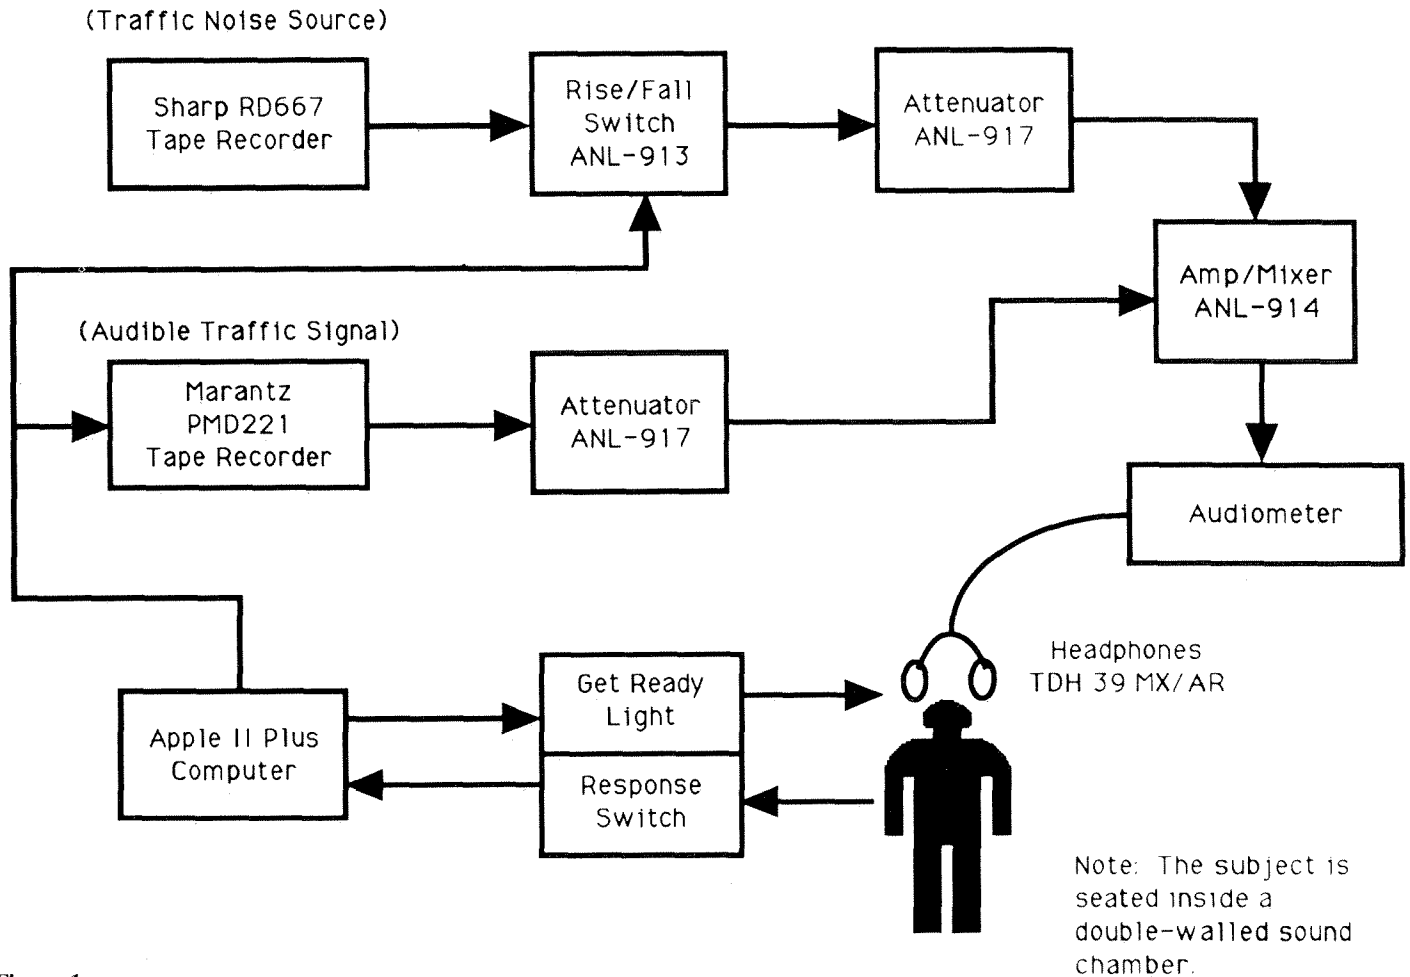 (Traffic Noise Source)
Sharp RD667
Tape Recorder
Rise/Fall
Switch
ANL-913
Attenuator
ANL-917
Amp/Mixer
ANL-914
(Audible Traffic Signal)
Marantz
PMD221
Tape Recorder
Attenuator
ANL-917
Audiometer
Headphones
TDH 39 MX/AR
Get Ready
Light
Apple II Plus
Computer
Response
Switch
Note: The subject is
seated inside a
double-walled sound
chamber.